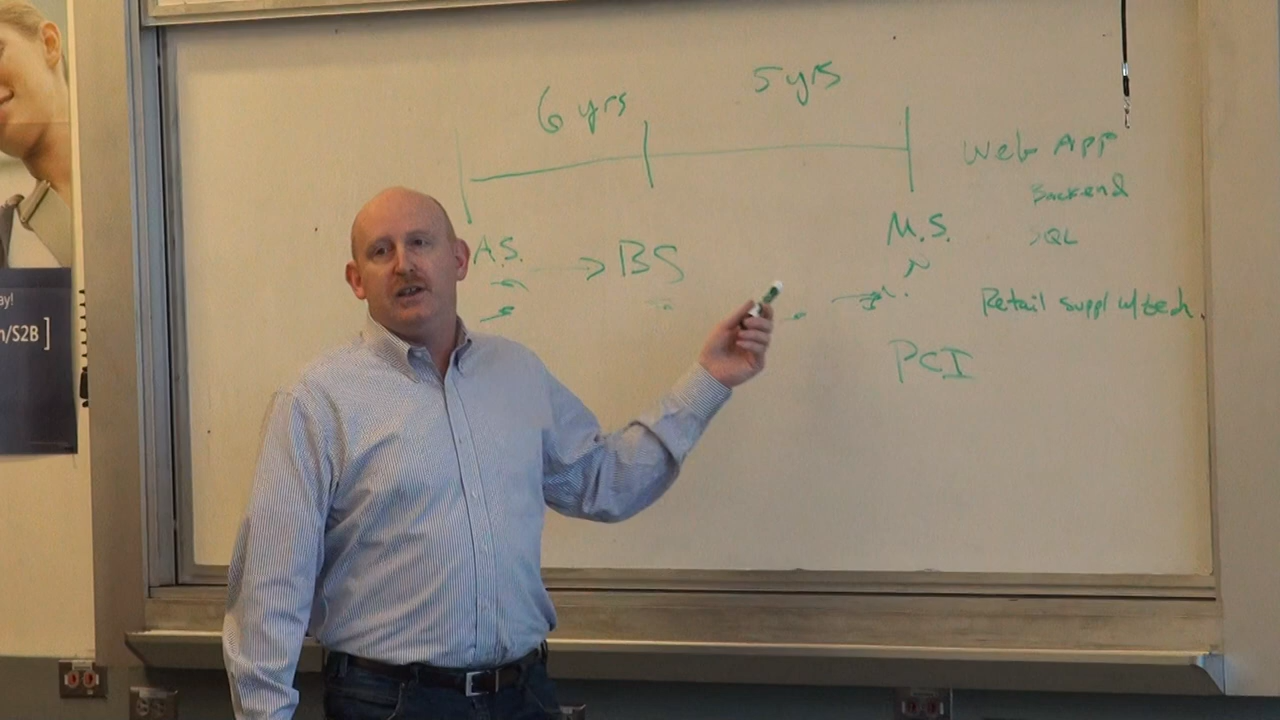 ay!
n/S2B ]
6 yrs
5 yrs
A.S.
BS
M.S.
Web App
Backend
SQL
Retail suppl w/tech.
PCI